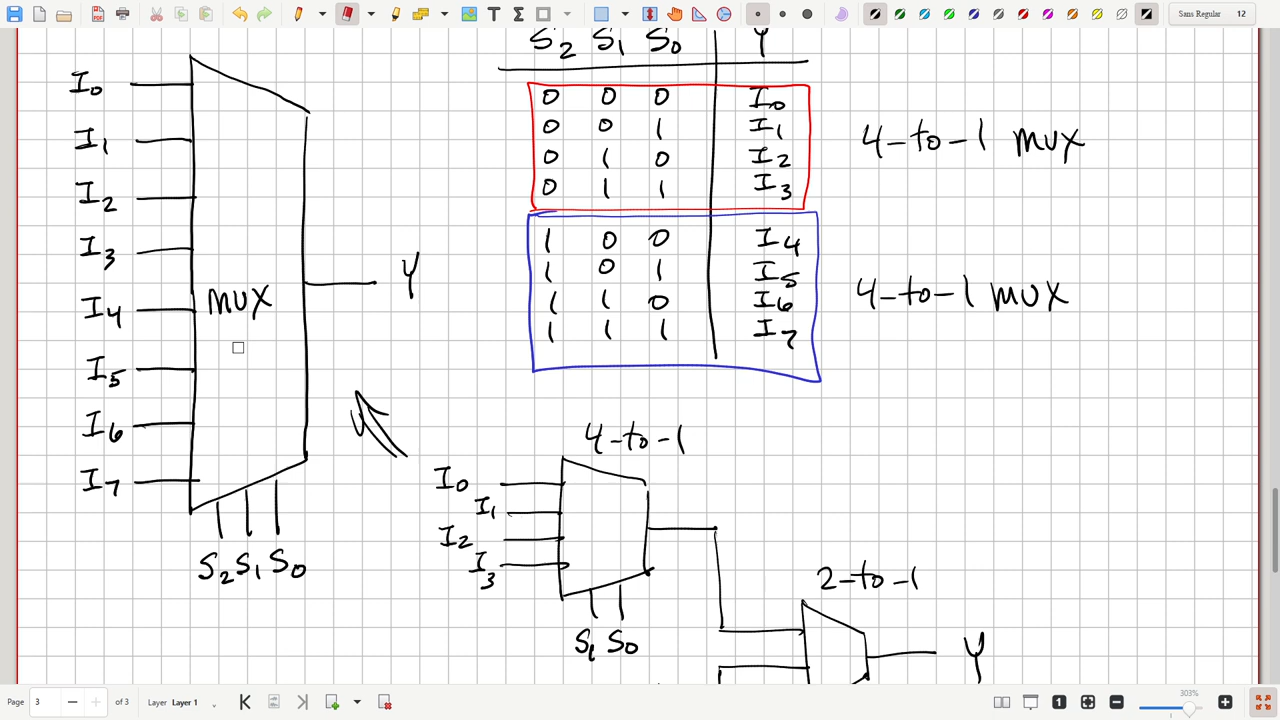 Sans Regular 12
S2 S1 S0 Y
0 0 0 I0
0 0 1 I1
0 1 0 I2
0 1 1 I3
4-to-1 MUX
1 0 0 I4
1 0 1 I5
1 1 0 I6
1 1 1 I7
4-to-1 MUX
I0
I1
I2
I3
I4
I5
I6
I7
MUX
Y
S2 S1 S0
4-to-1
I0
I1
I2
I3
S1 S0
2-to-1
Y
Page 3 of 3 Layer Layer 1 303%